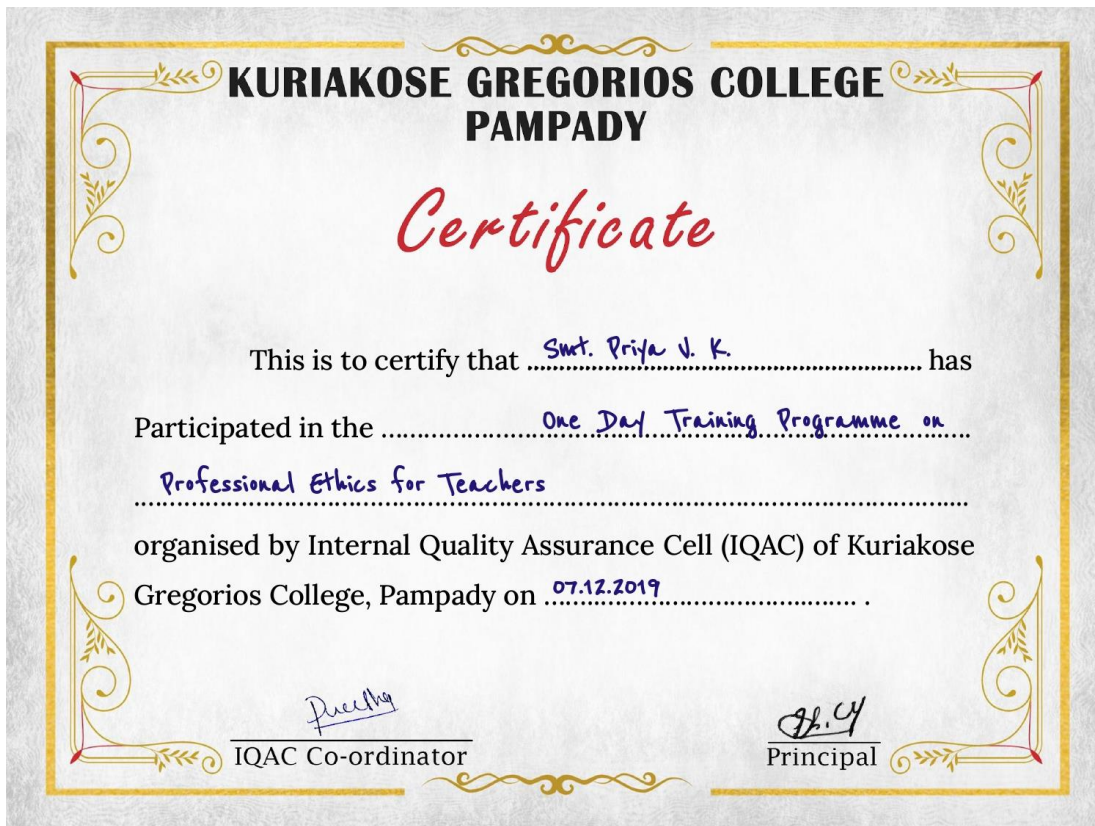 KURIAKOSE GREGORIOS COLLEGE
PAMPADY
Certificate
This is to certify that Smt. Priya V. K. has
Participated in the One Day Training Programme on
Professional Ethics for Teachers
organised by Internal Quality Assurance Cell (IQAC) of Kuriakose
Gregorios College, Pampady on 07.12.2019 .
IQAC Co-ordinator
Principal